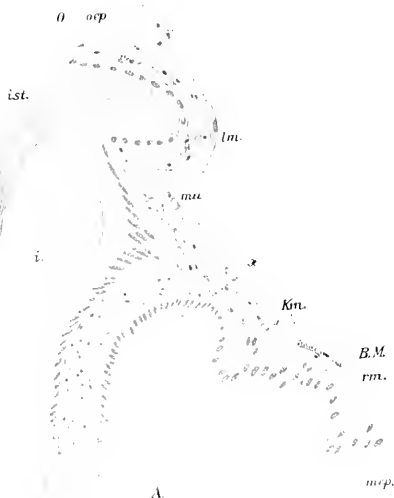 O oep
ist.
lm.
mu
i.
x
Km.
B.M.
rm.
mep.
A.